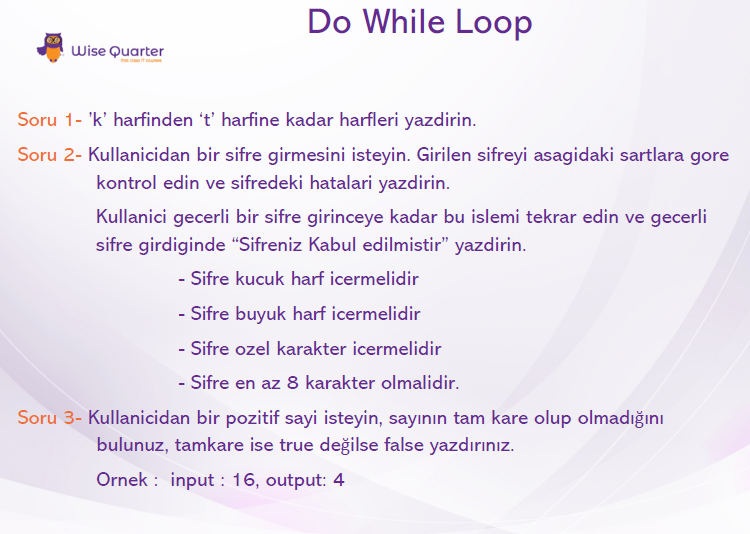 Do While Loop
Wise Quarter
first class IT courses
Soru 1- ’k’ harfinden ‘t’ harfine kadar harfleri yazdirin.
Soru 2- Kullanicidan bir sifre girmesini isteyin. Girilen sifreyi asagidaki sartlara gore
kontrol edin ve sifredeki hatalari yazdirin.
Kullanici gecerli bir sifre girinceye kadar bu islemi tekrar edin ve gecerli
sifre girdiginde “Sifreniz Kabul edilmistir” yazdirin.
- Sifre kucuk harf icermelidir
- Sifre buyuk harf icermelidir
- Sifre ozel karakter icermelidir
- Sifre en az 8 karakter olmalidir.
Soru 3- Kullanicidan bir pozitif sayi isteyin, sayının tam kare olup olmadığını
bulunuz, tamkare ise true değilse false yazdırınız.
Ornek : input : 16, output: 4